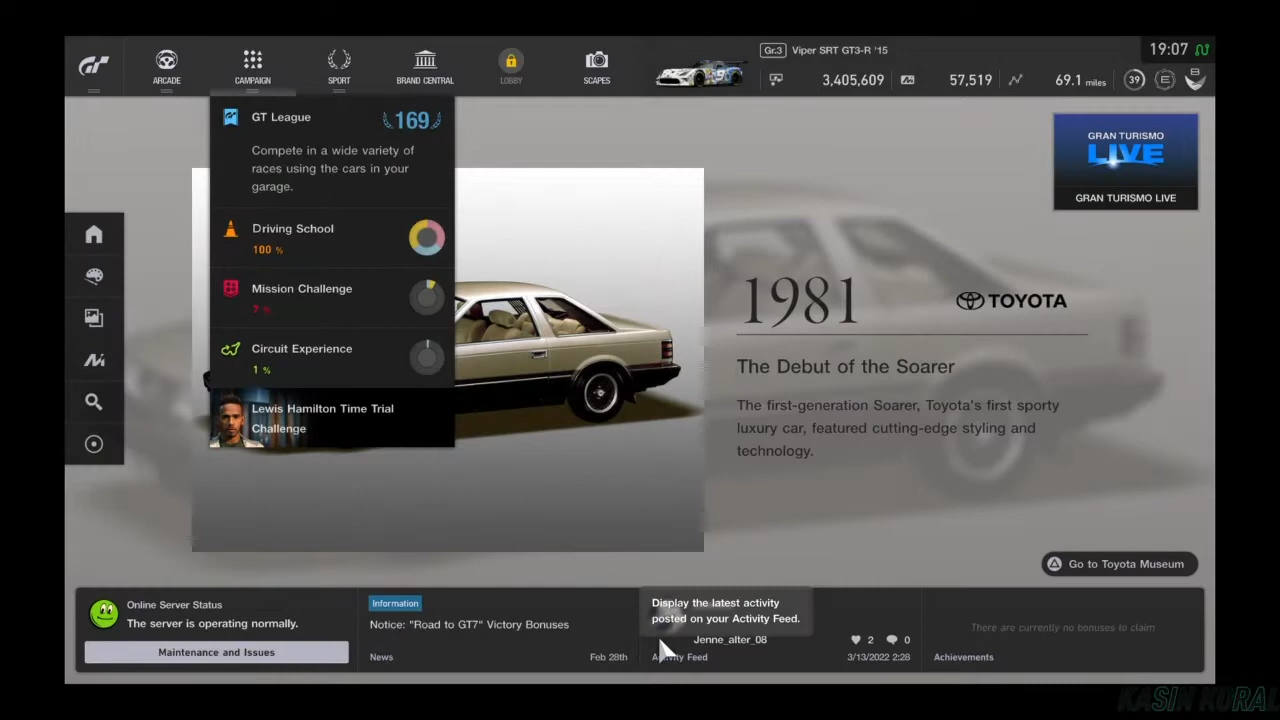 Gr.3 Viper SRT GT3-R '15
19:07
ARCADE
CAMPAIGN
SPORT
BRAND CENTRAL
LOBBY
SCAPES
3,405,609
57,519
69.1 miles
39
E
B
GT League
169
Compete in a wide variety of
races using the cars in your
garage.
Driving School
100 %
Mission Challenge
7 %
Circuit Experience
1 %
Lewis Hamilton Time Trial
Challenge
GRAN TURISMO
LIVE
GRAN TURISMO LIVE
1981
TOYOTA
The Debut of the Soarer
The first-generation Soarer, Toyota's first sporty
luxury car, featured cutting-edge styling and
technology.
Go to Toyota Museum
Online Server Status
The server is operating normally.
Maintenance and Issues
Information
Notice: "Road to GT7" Victory Bonuses
News
Feb 28th
Display the latest activity
posted on your Activity Feed.
Jenne_alter_08
2
0
Activity Feed
3/13/2022 2:28
There are currently no bonuses to claim
Achievements
KASIN KURAL